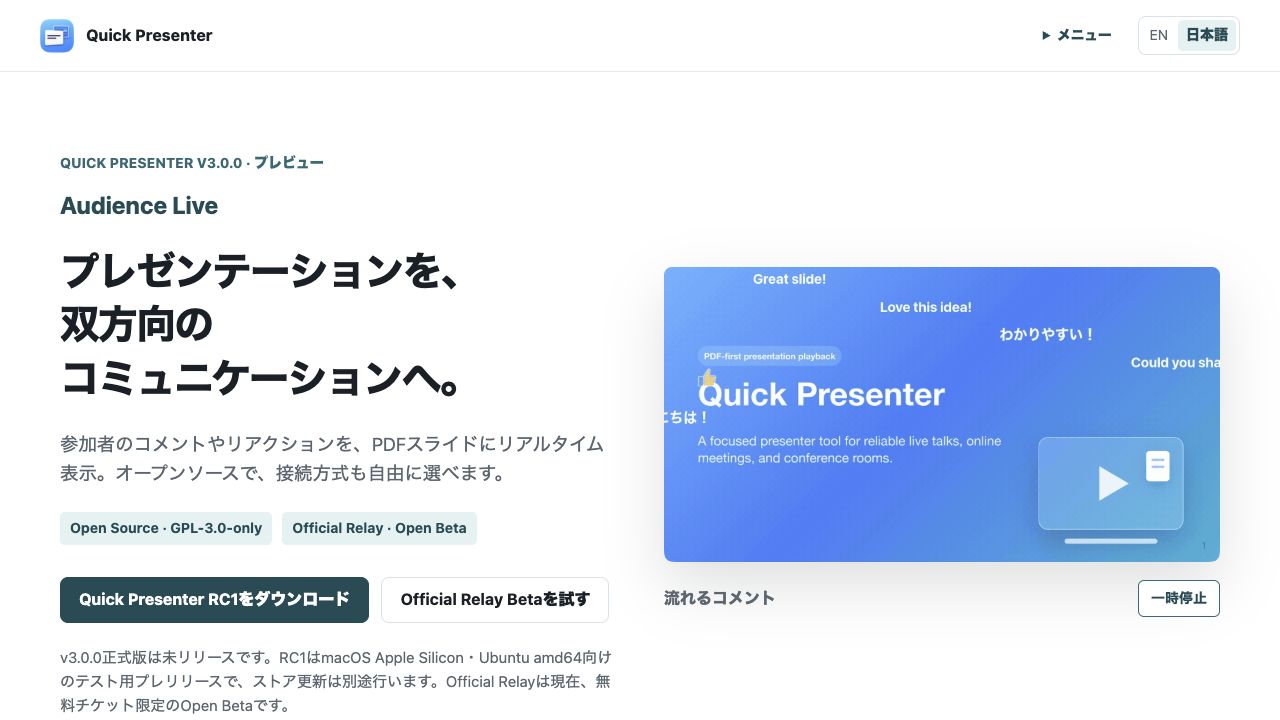 Quick Presenter
▶ メニュー
EN
日本語
QUICK PRESENTER V3.0.0 · プレビュー
Audience Live
プレゼンテーションを、
双方向の
コミュニケーションへ。
参加者のコメントやリアクションを、PDFスライドにリアルタイム
表示。オープンソースで、接続方式も自由に選べます。
Open Source · GPL-3.0-only
Official Relay · Open Beta
Quick Presenter RC1をダウンロード
Official Relay Betaを試す
v3.0.0正式版は未リリースです。RC1はmacOS Apple Silicon・Ubuntu amd64向け
のテスト用プレリリースで、ストア更新は別途行います。Official Relayは現在、無
料チケット限定のOpen Betaです。
Great slide!
Love this idea!
わかりやすい！
Could you sha
PDF-first presentation playback
Quick Presenter
にちは！
A focused presenter tool for reliable live talks, online
meetings, and conference rooms.
1
流れるコメント
一時停止